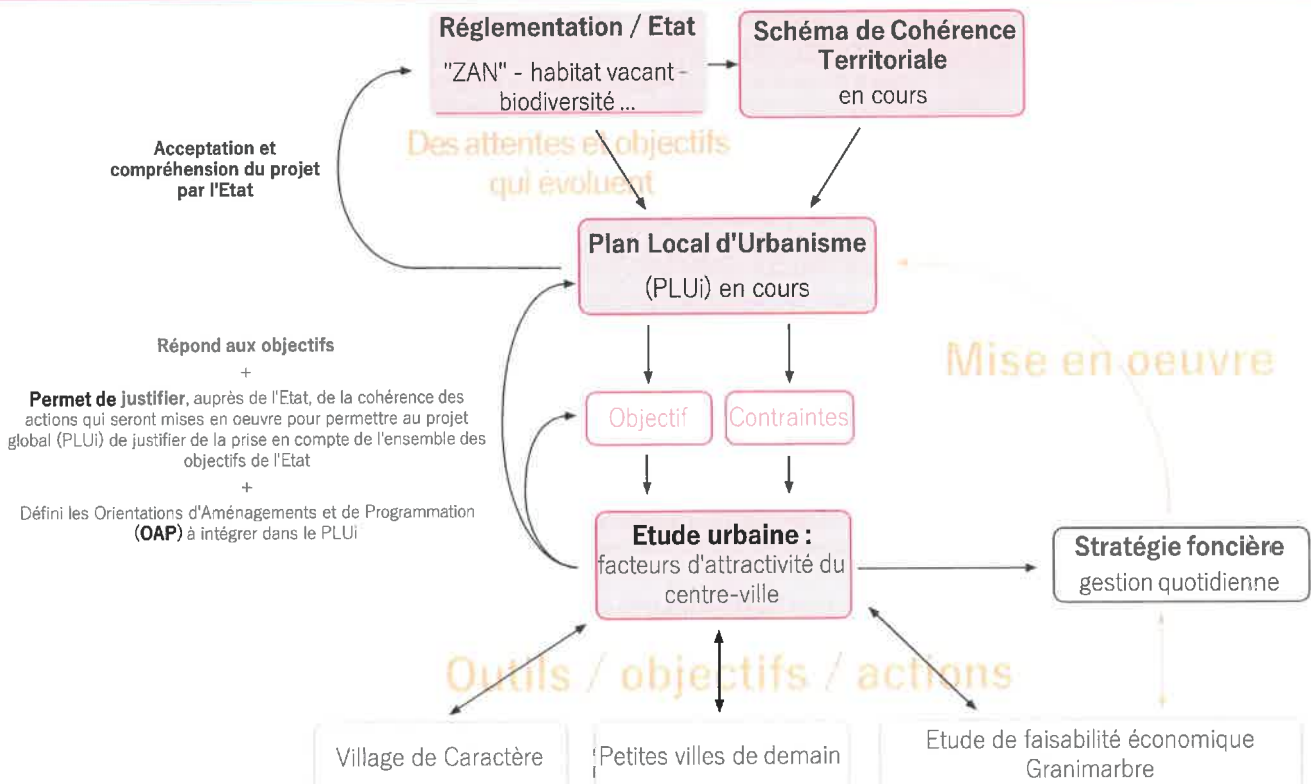 Réglementation / Etat
"ZAN" - habitat vacant -
biodiversité ...
Schéma de Cohérence
Territoriale
en cours
Acceptation et
compréhension du projet
par l'Etat
Des attentes et objectifs
qui évoluent
Plan Local d'Urbanisme
(PLUi) en cours
Mise en oeuvre
Répond aux objectifs
+
Permet de justifier, auprès de l'Etat, de la cohérence des
actions qui seront mises en oeuvre pour permettre au projet
global (PLUi) de justifier de la prise en compte de l'ensemble des
objectifs de l'Etat
+
Défini les Orientations d'Aménagements et de Programmation
(OAP) à intégrer dans le PLUi
Objectif
Contraintes
Etude urbaine :
facteurs d'attractivité du
centre-ville
Stratégie foncière
gestion quotidienne
Outils / objectifs / actions
Village de Caractère
Petites villes de demain
Etude de faisabilité économique
Granimarbre